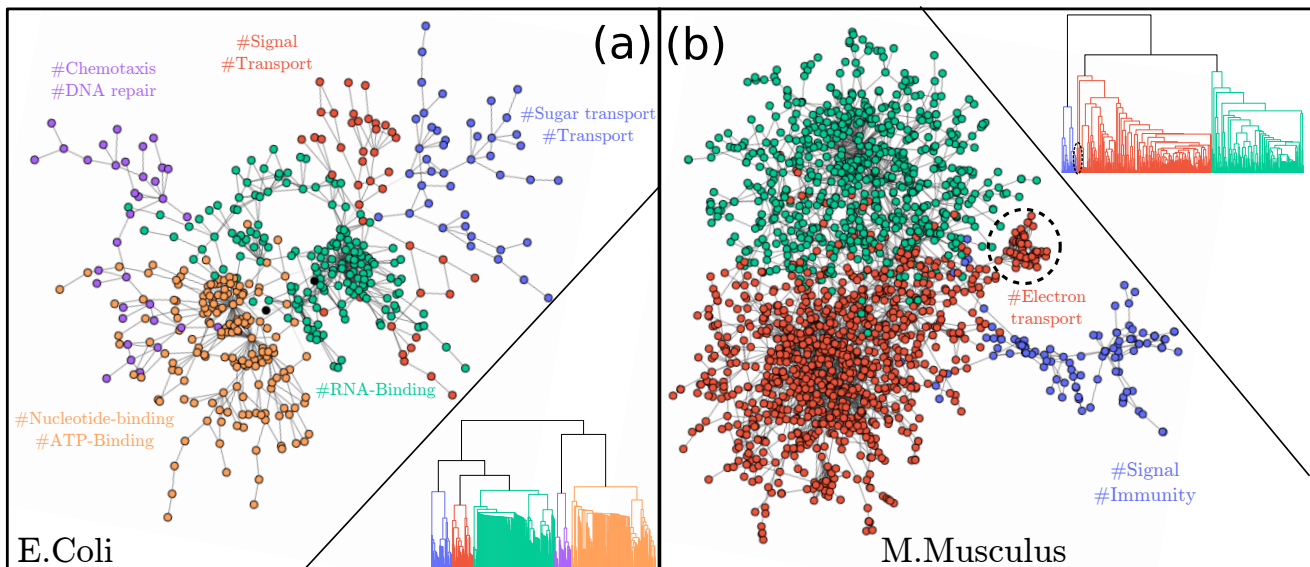 (a)
#Signal
#Transport
#Chemotaxis
#DNA repair
#Sugar transport
#Transport
#RNA-Binding
#Nucleotide-binding
#ATP-Binding
E.Coli
(b)
#Electron
transport
#Signal
#Immunity
M.Musculus